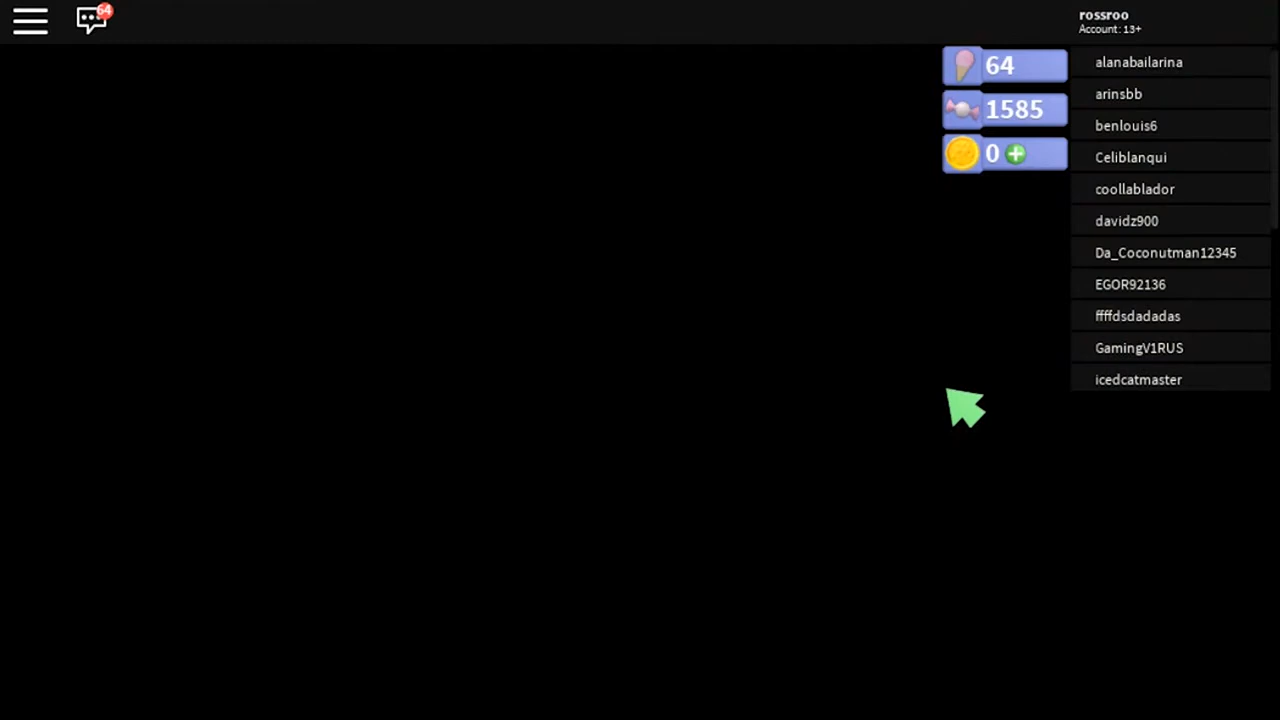 64
rossroo
Account: 13+
64
1585
0
alanabailarina
arinsbb
benlouis6
Celiblanqui
coollablador
davidz900
Da_Coconutman12345
EGOR92136
ffffdsdadadas
GamingV1RUS
icedcatmaster